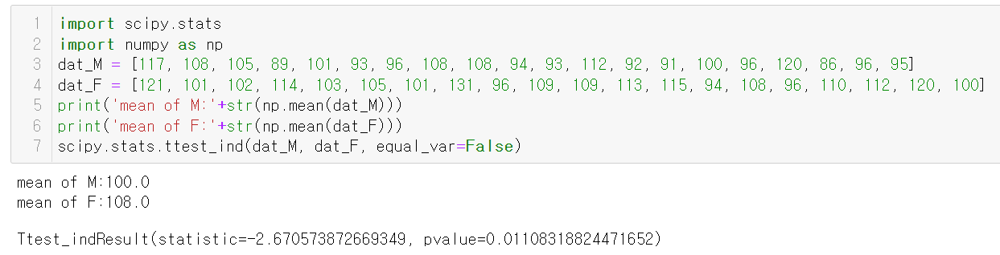 1 import scipy.stats
2 import numpy as np
3 dat_M = [117, 108, 105, 89, 101, 93, 96, 108, 108, 94, 93, 112, 92, 91, 100, 96, 120, 86, 96, 95]
4 dat_F = [121, 101, 102, 114, 103, 105, 101, 131, 96, 109, 109, 113, 115, 94, 108, 96, 110, 112, 120, 100]
5 print('mean of M:'+str(np.mean(dat_M)))
6 print('mean of F:'+str(np.mean(dat_F)))
7 scipy.stats.ttest_ind(dat_M, dat_F, equal_var=False)
mean of M:100.0
mean of F:108.0
Ttest_indResult(statistic=-2.670573872669349, pvalue=0.01108318824471652)